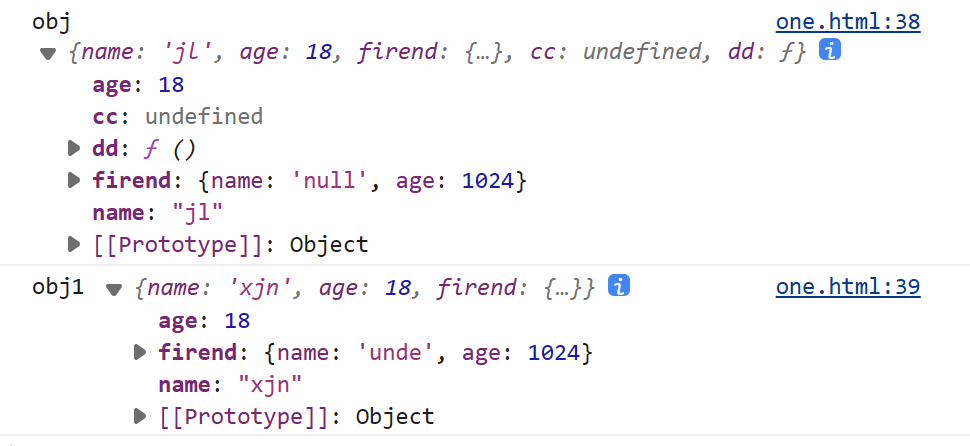 obj one.html:38
{name: 'jl', age: 18, firend: {…}, cc: undefined, dd: ƒ} i
age: 18
cc: undefined
dd: ƒ ()
firend: {name: 'null', age: 1024}
name: "jl"
[[Prototype]]: Object
obj1 {name: 'xjn', age: 18, firend: {…}} i one.html:39
age: 18
firend: {name: 'unde', age: 1024}
name: "xjn"
[[Prototype]]: Object